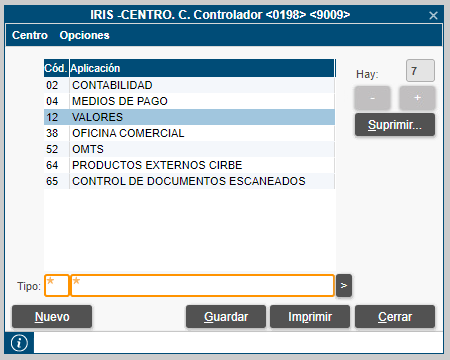 IRIS -CENTRO. C. Controlador <0198> <9009>
Centro Opciones
Cód. Aplicación
Hay: 7
02 CONTABILIDAD
04 MEDIOS DE PAGO
- +
12 VALORES
Suprimir...
38 OFICINA COMERCIAL
52 OMTS
64 PRODUCTOS EXTERNOS CIRBE
65 CONTROL DE DOCUMENTOS ESCANEADOS
Tipo: * * >
Nuevo Guardar Imprimir Cerrar